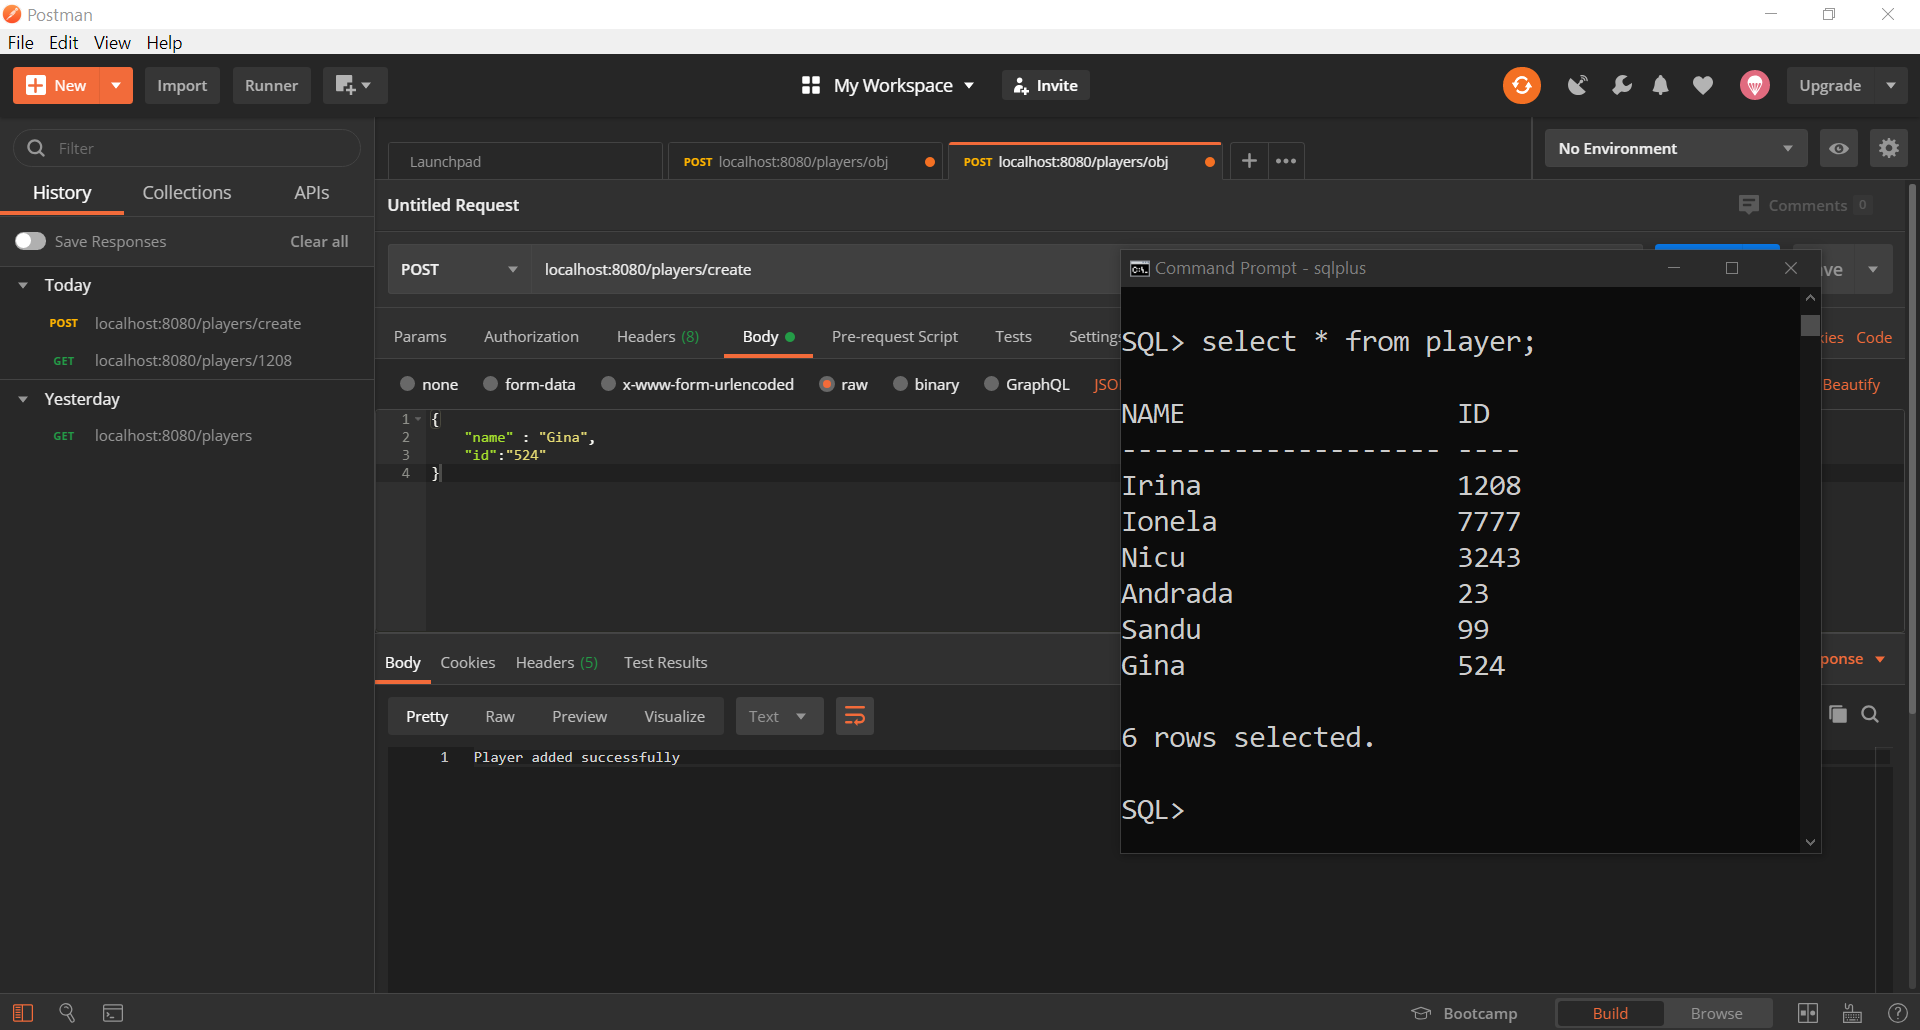 Postman
File Edit View Help
New Import Runner My Workspace Invite Upgrade
Filter
History Collections APIs
Save Responses Clear all
Today
POST localhost:8080/players/create
GET localhost:8080/players/1208
Yesterday
GET localhost:8080/players
Launchpad POST localhost:8080/players/obj POST localhost:8080/players/obj + ••• No Environment
Untitled Request Comments 0
POST localhost:8080/players/create
Params Authorization Headers (8) Body Pre-request Script Tests Settings Code
none form-data x-www-form-urlencoded raw binary GraphQL Beautify
1 {
2 "name" : "Gina",
3 "id":"524"
4 }
Body Cookies Headers (5) Test Results
Pretty Raw Preview Visualize Text
1 Player added successfully
Command Prompt - sqlplus
SQL> select * from player;
NAME ID
-------------------- ----
Irina 1208
Ionela 7777
Nicu 3243
Andrada 23
Sandu 99
Gina 524
6 rows selected.
SQL>
Bootcamp Build Browse